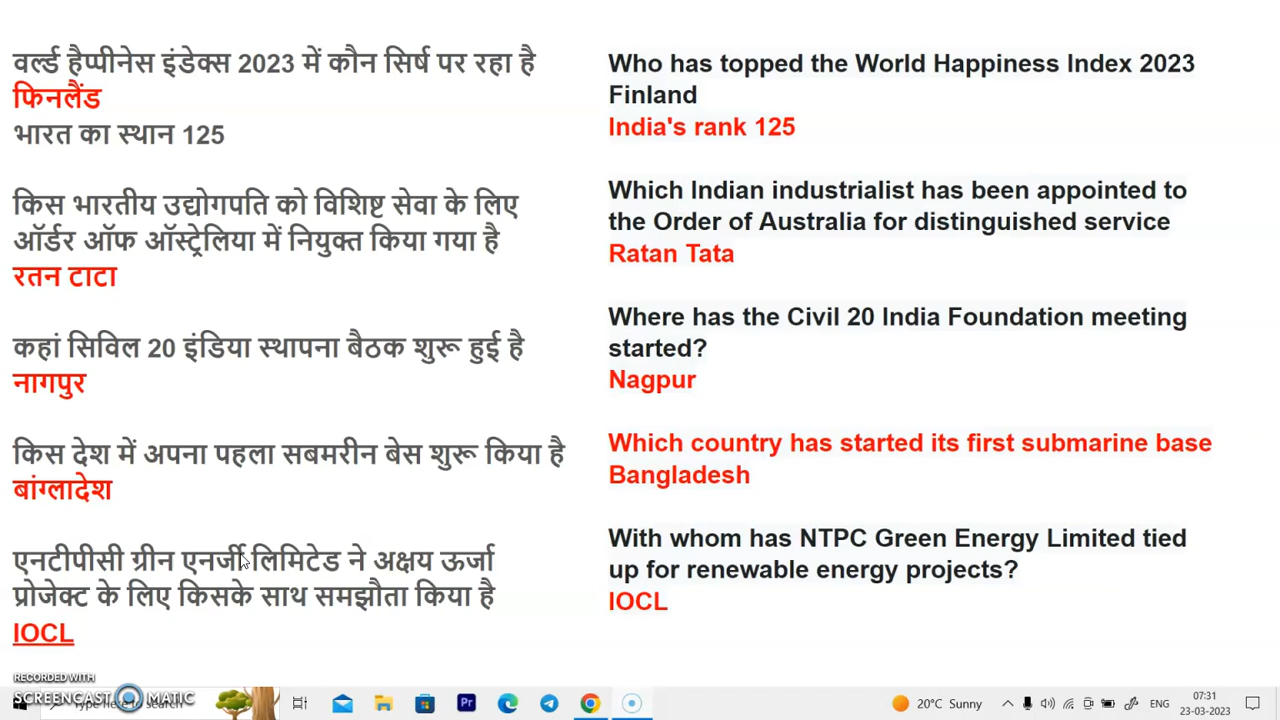 वर्ल्ड हैप्पीनेस इंडेक्स 2023 में कौन सिर्ष पर रहा है
फिनलैंड
भारत का स्थान 125
किस भारतीय उद्योगपति को विशिष्ट सेवा के लिए
ऑर्डर ऑफ ऑस्ट्रेलिया में नियुक्त किया गया है
रतन टाटा
कहां सिविल 20 इंडिया स्थापना बैठक शुरू हुई है
नागपुर
किस देश में अपना पहला सबमरीन बेस शुरू किया है
बांग्लादेश
एनटीपीसी ग्रीन एनर्जी लिमिटेड ने अक्षय ऊर्जा
प्रोजेक्ट के लिए किसके साथ समझौता किया है
IOCL
Who has topped the World Happiness Index 2023
Finland
India's rank 125
Which Indian industrialist has been appointed to
the Order of Australia for distinguished service
Ratan Tata
Where has the Civil 20 India Foundation meeting
started?
Nagpur
Which country has started its first submarine base
Bangladesh
With whom has NTPC Green Energy Limited tied
up for renewable energy projects?
IOCL
RECORDED WITH
SCREENCAST MATIC
Type here to search
Pr
20°C Sunny
ENG
07:31
23-03-2023